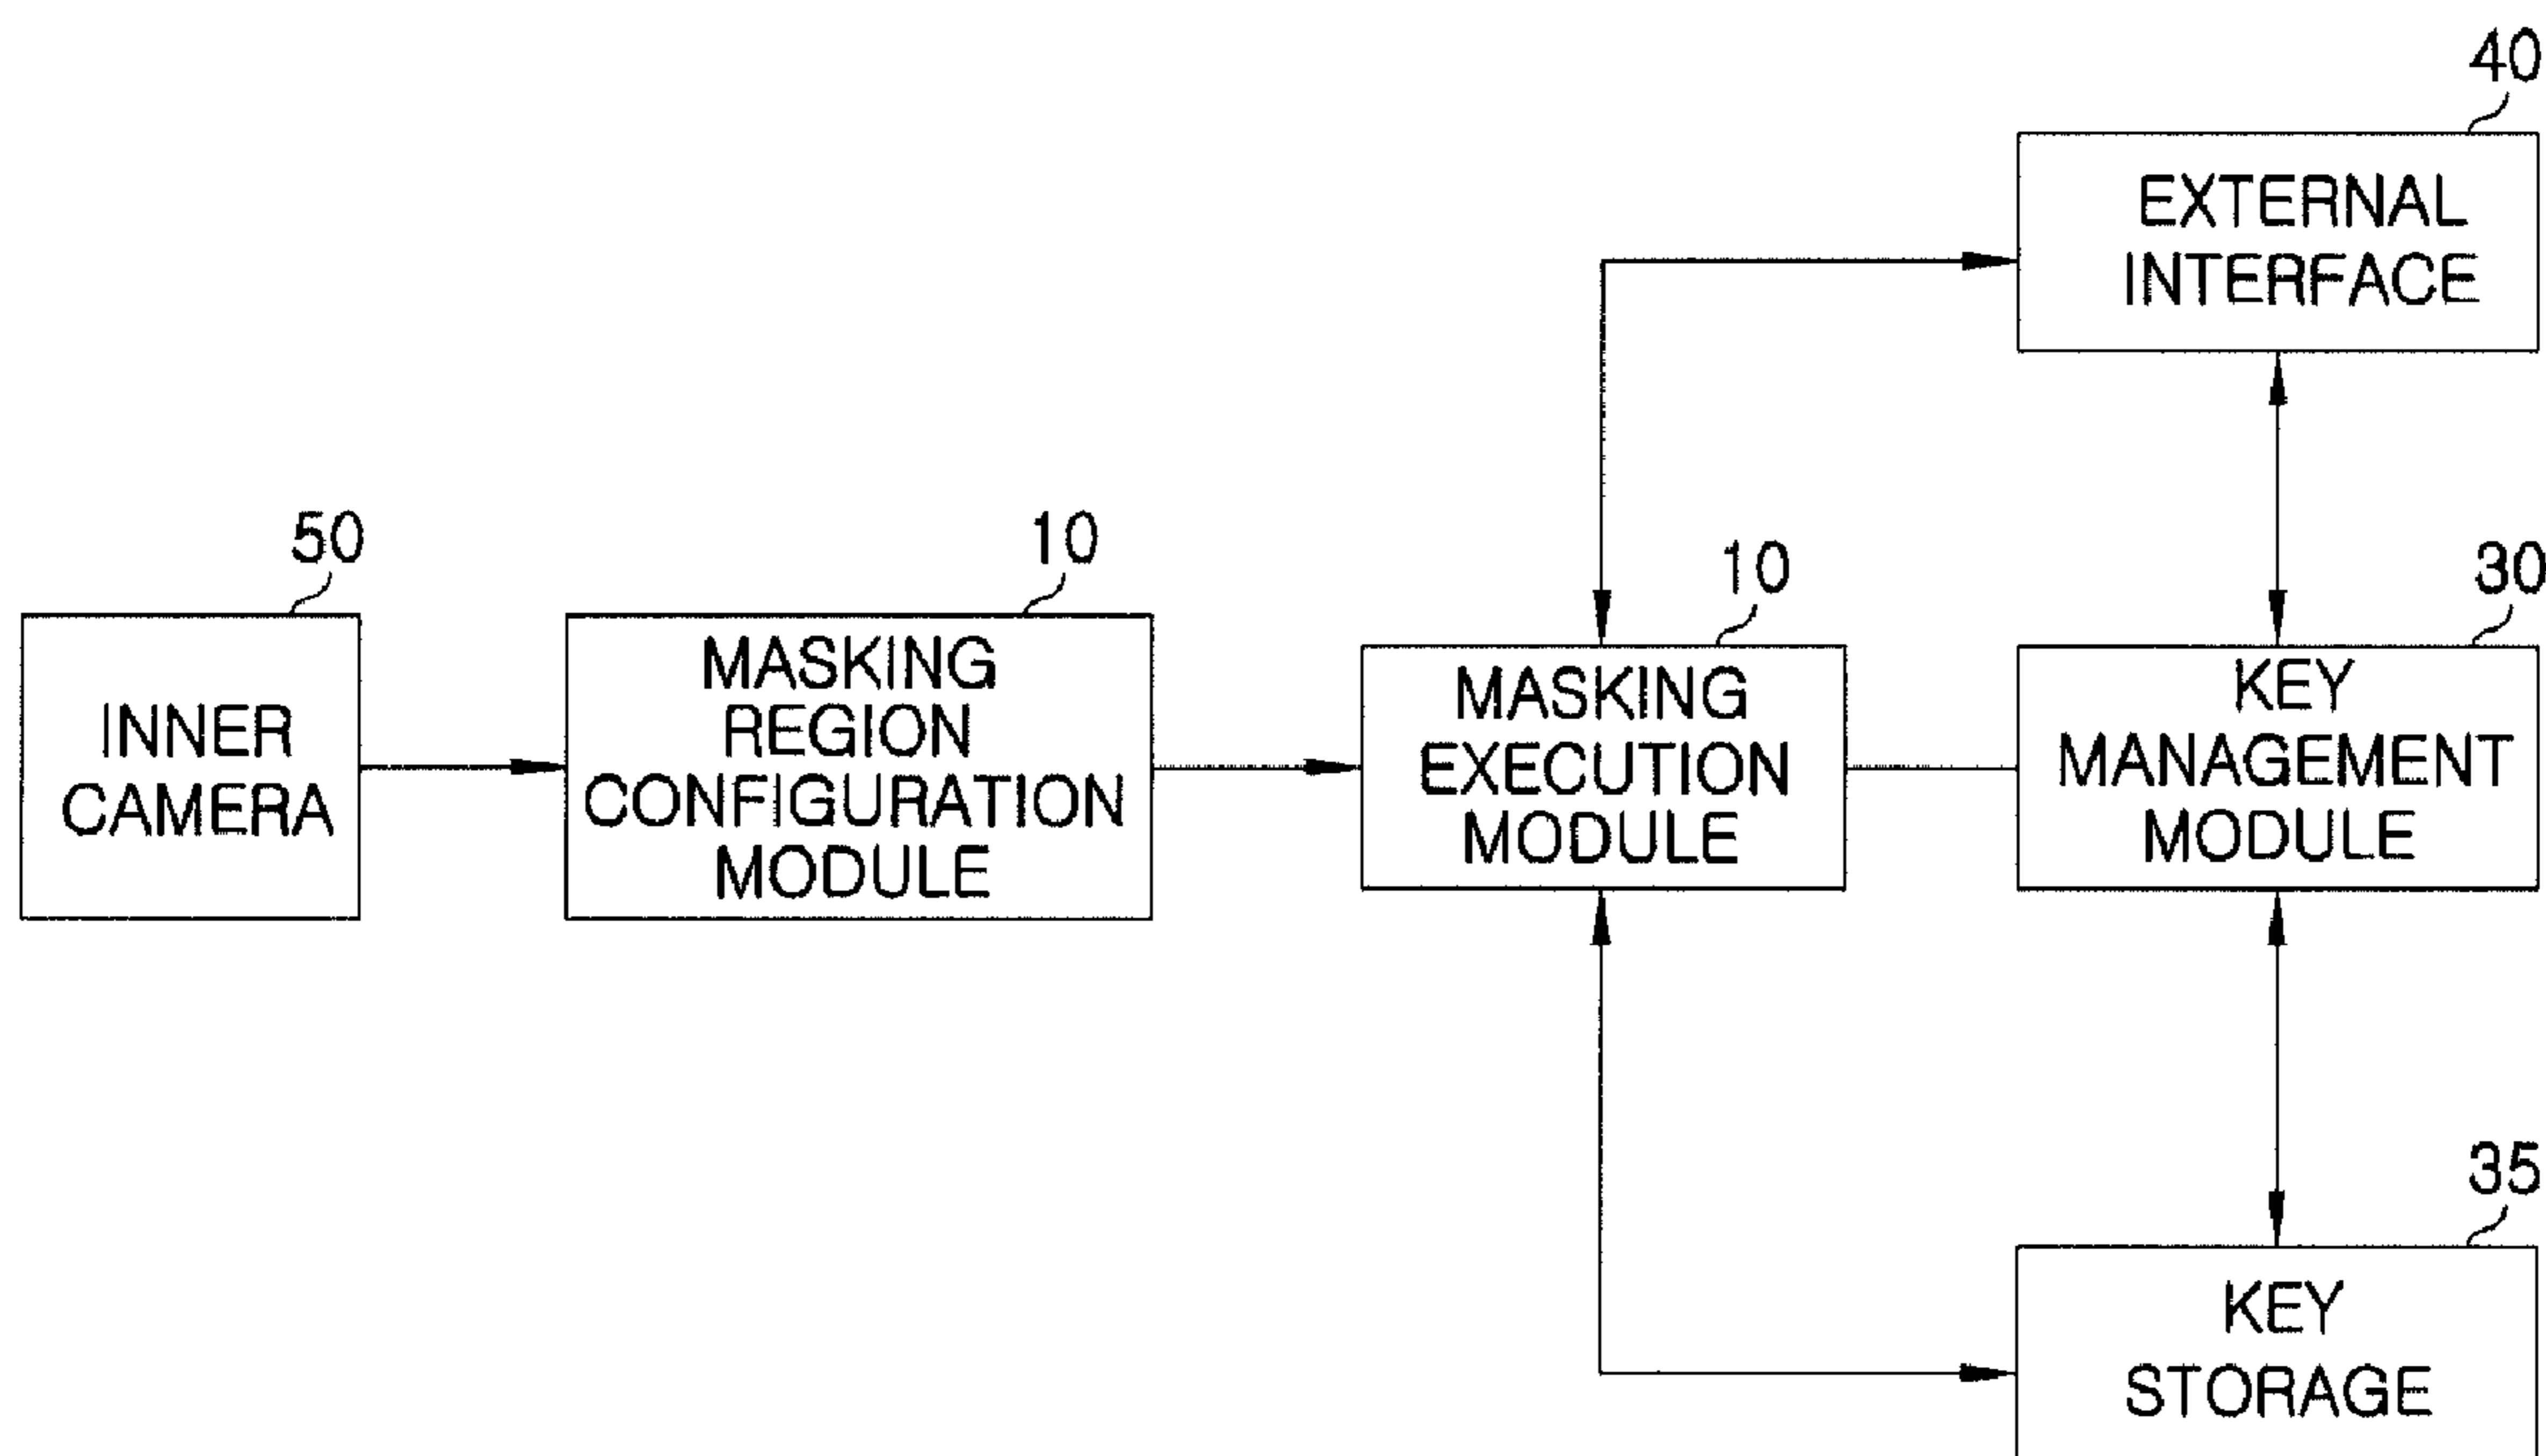 40
EXTERNAL
INTERFACE
50
INNER
CAMERA
10
MASKING
REGION
CONFIGURATION
MODULE
10
MASKING
EXECUTION
MODULE
30
KEY
MANAGEMENT
MODULE
35
KEY
STORAGE